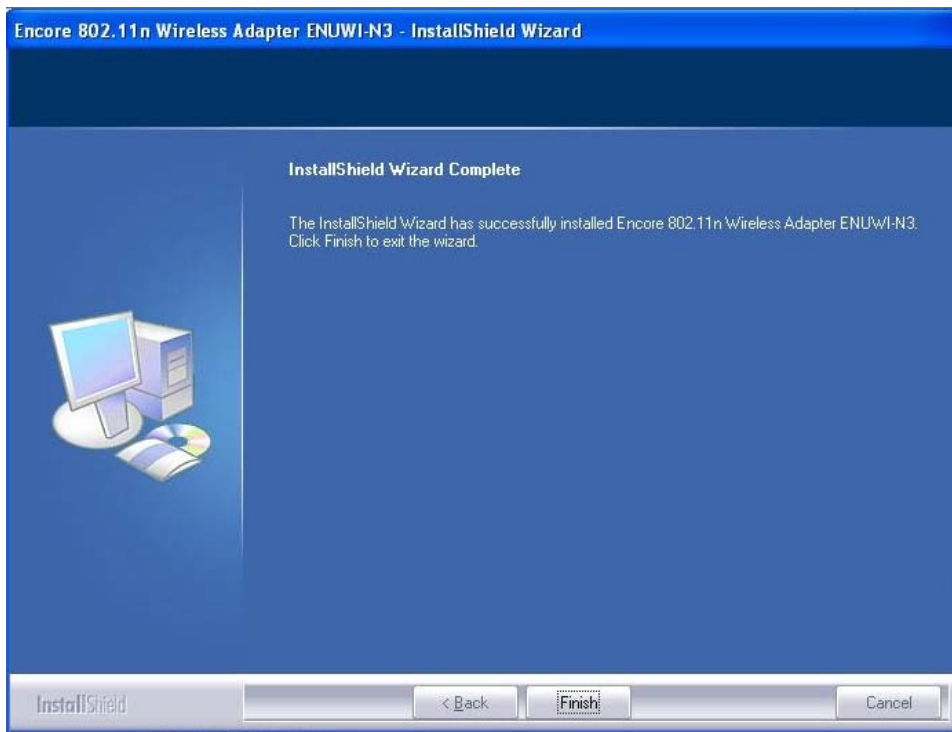 Encore 802.11n Wireless Adapter ENUWI-N3 - InstallShield Wizard
InstallShield Wizard Complete
The InstallShield Wizard has successfully installed Encore 802.11n Wireless Adapter ENUWI-N3.
Click Finish to exit the wizard.
InstallShield
< Back
Finish
Cancel